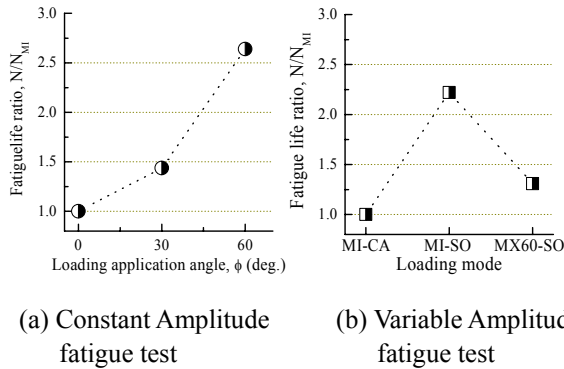 Fatiguelife ratio, N/N_MI
3.0
2.5
2.0
1.5
1.0
0
30
60
Loading application angle, ϕ (deg.)
Fatigue life ratio, N/N_MI
3.0
2.5
2.0
1.5
1.0
MI-CA
MI-SO
MX60-SO
Loading mode
(a) Constant Amplitude
fatigue test
(b) Variable Amplitud
fatigue test